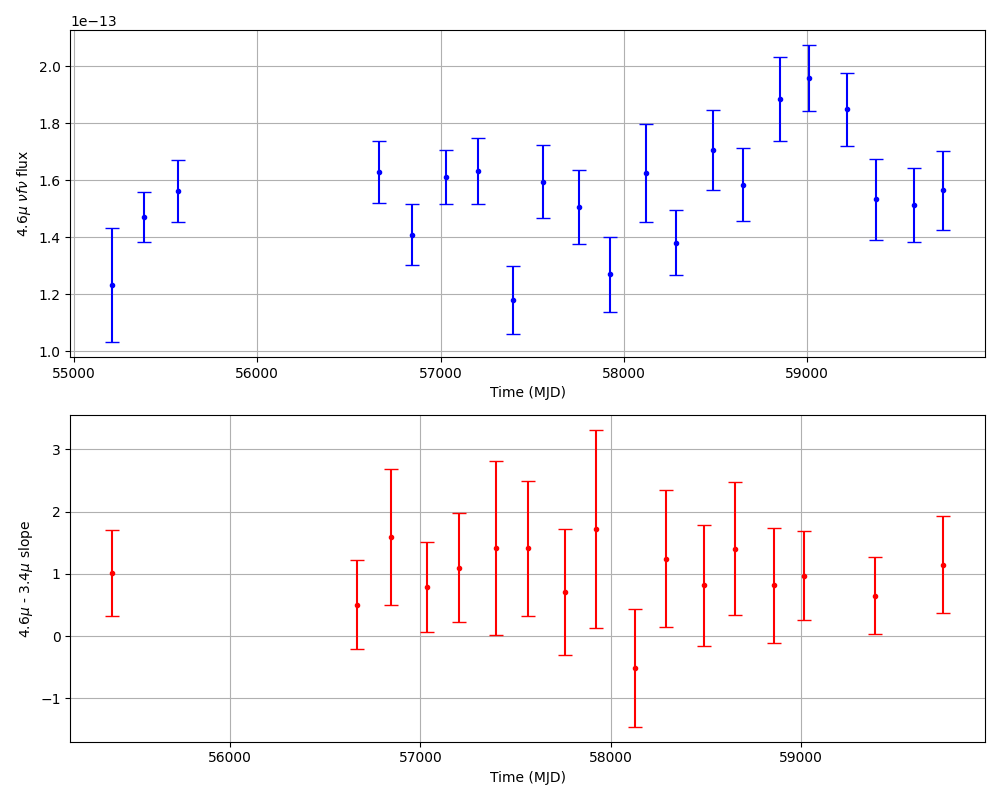 1e−13
2.0
1.8
1.6
1.4
1.2
1.0
4.6μ νfν flux
55000 56000 57000 58000 59000
Time (MJD)
3
2
1
0
−1
4.6μ - 3.4μ slope
56000 57000 58000 59000
Time (MJD)